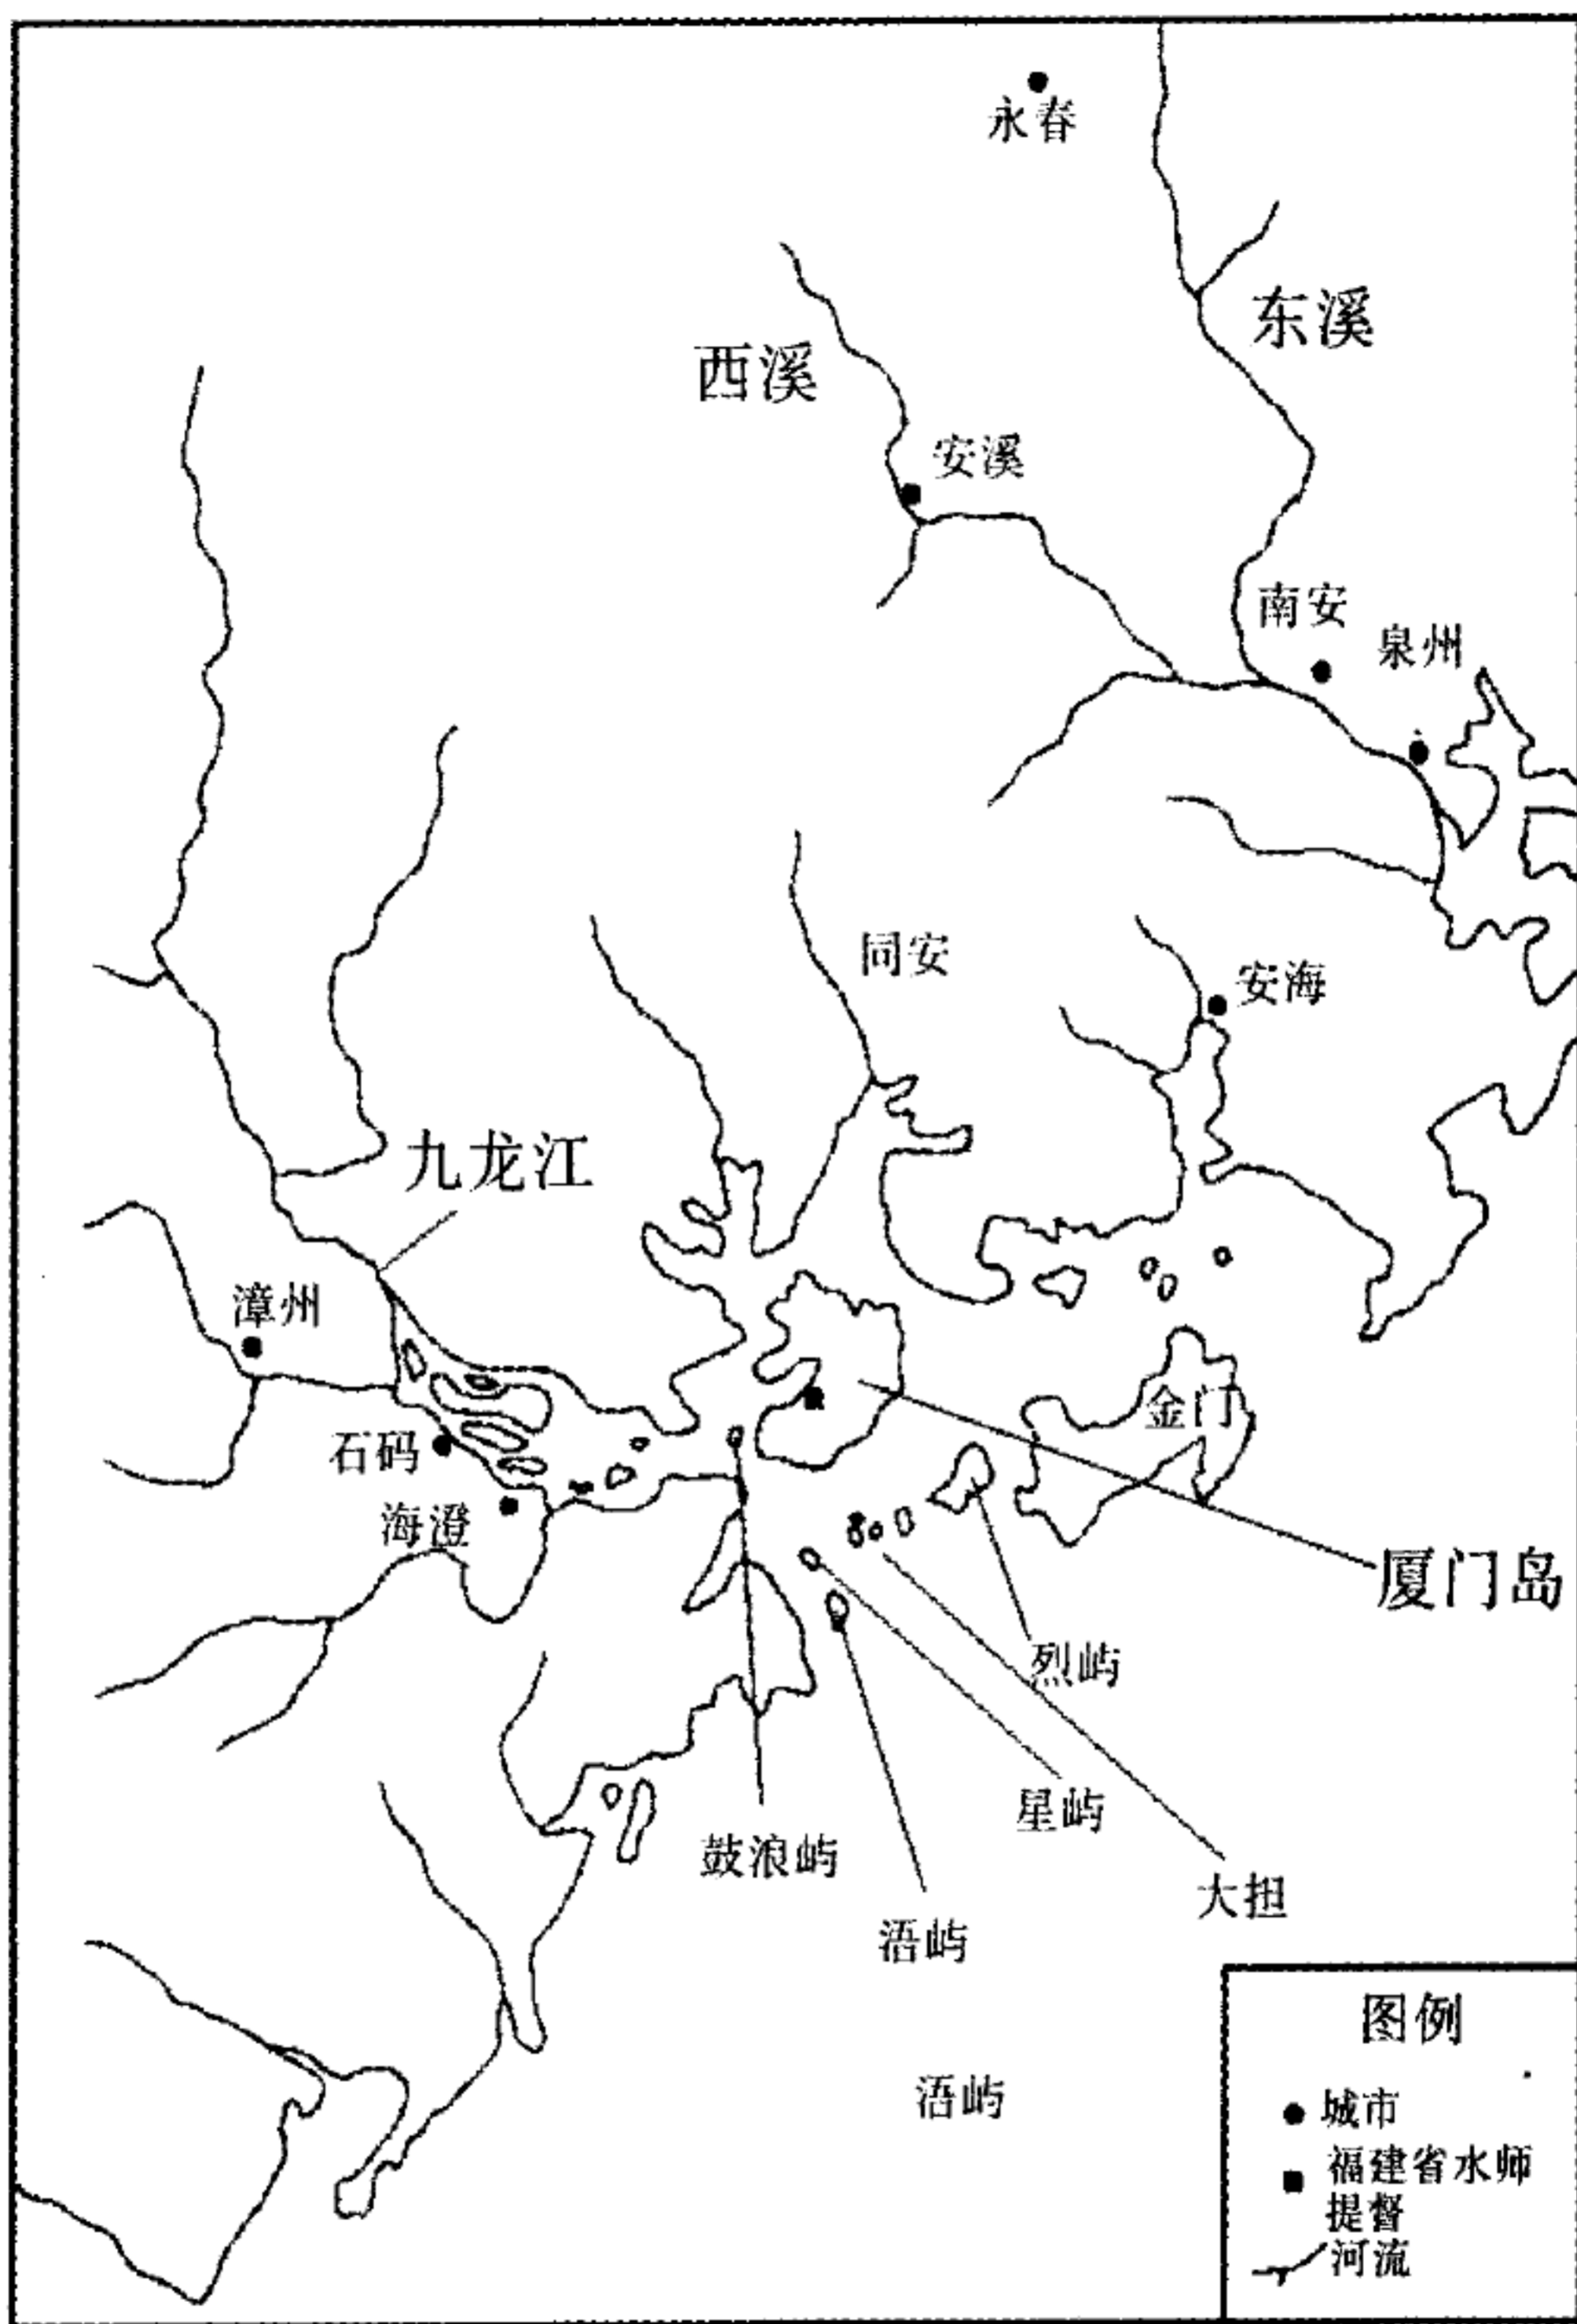 永春
东溪
西溪
安溪
南安
泉州
同安
安海
九龙江
漳州
金门
石码
海澄
厦门岛
烈屿
星屿
鼓浪屿
大担
浯屿
浯屿
图例
城市
福建省水师
提督
河流